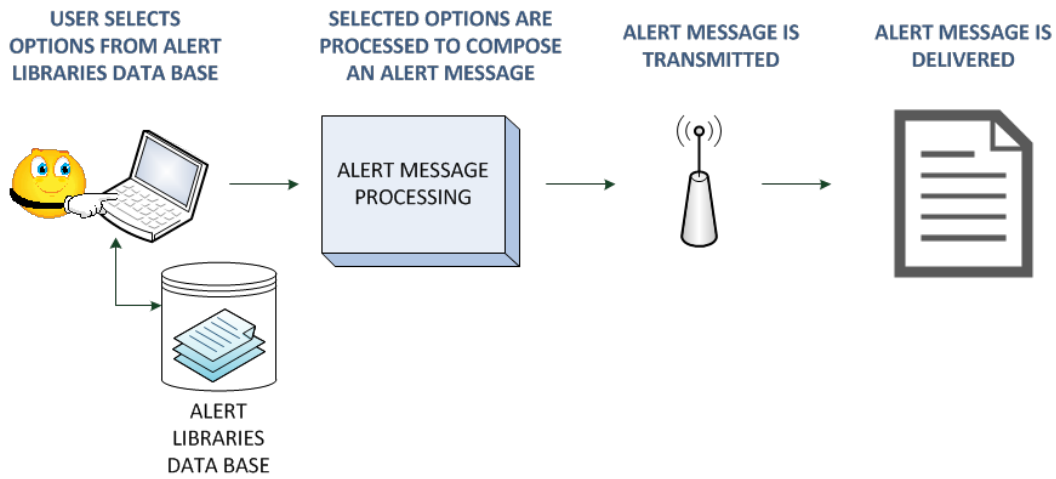 USER SELECTS
OPTIONS FROM ALERT
LIBRARIES DATA BASE
SELECTED OPTIONS ARE
PROCESSED TO COMPOSE
AN ALERT MESSAGE
ALERT MESSAGE IS
TRANSMITTED
ALERT MESSAGE IS
DELIVERED
ALERT MESSAGE
PROCESSING
ALERT
LIBRARIES
DATA BASE